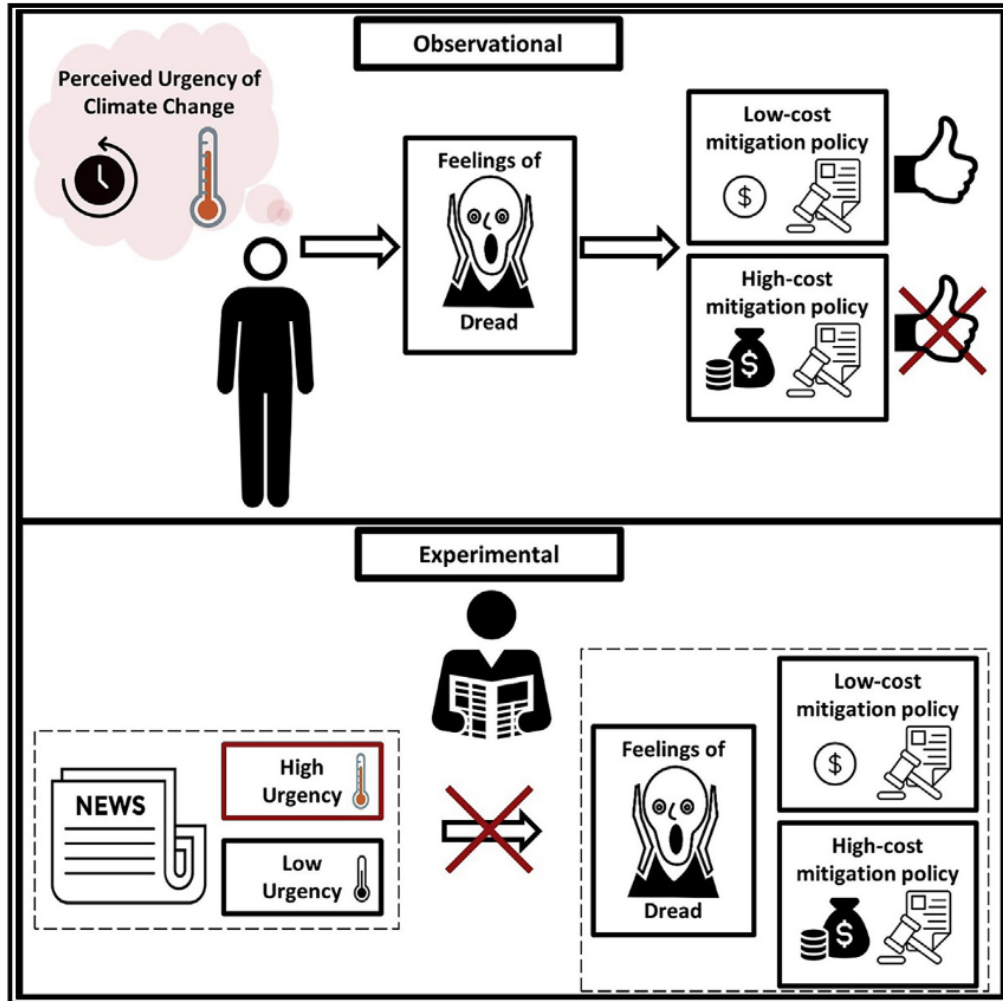 Observational
Perceived Urgency of
Climate Change
Feelings of
Dread
Low-cost
mitigation policy
$
High-cost
mitigation policy
$
Experimental
NEWS
High
Urgency
Low
Urgency
Feelings of
Dread
Low-cost
mitigation policy
$
High-cost
mitigation policy
$